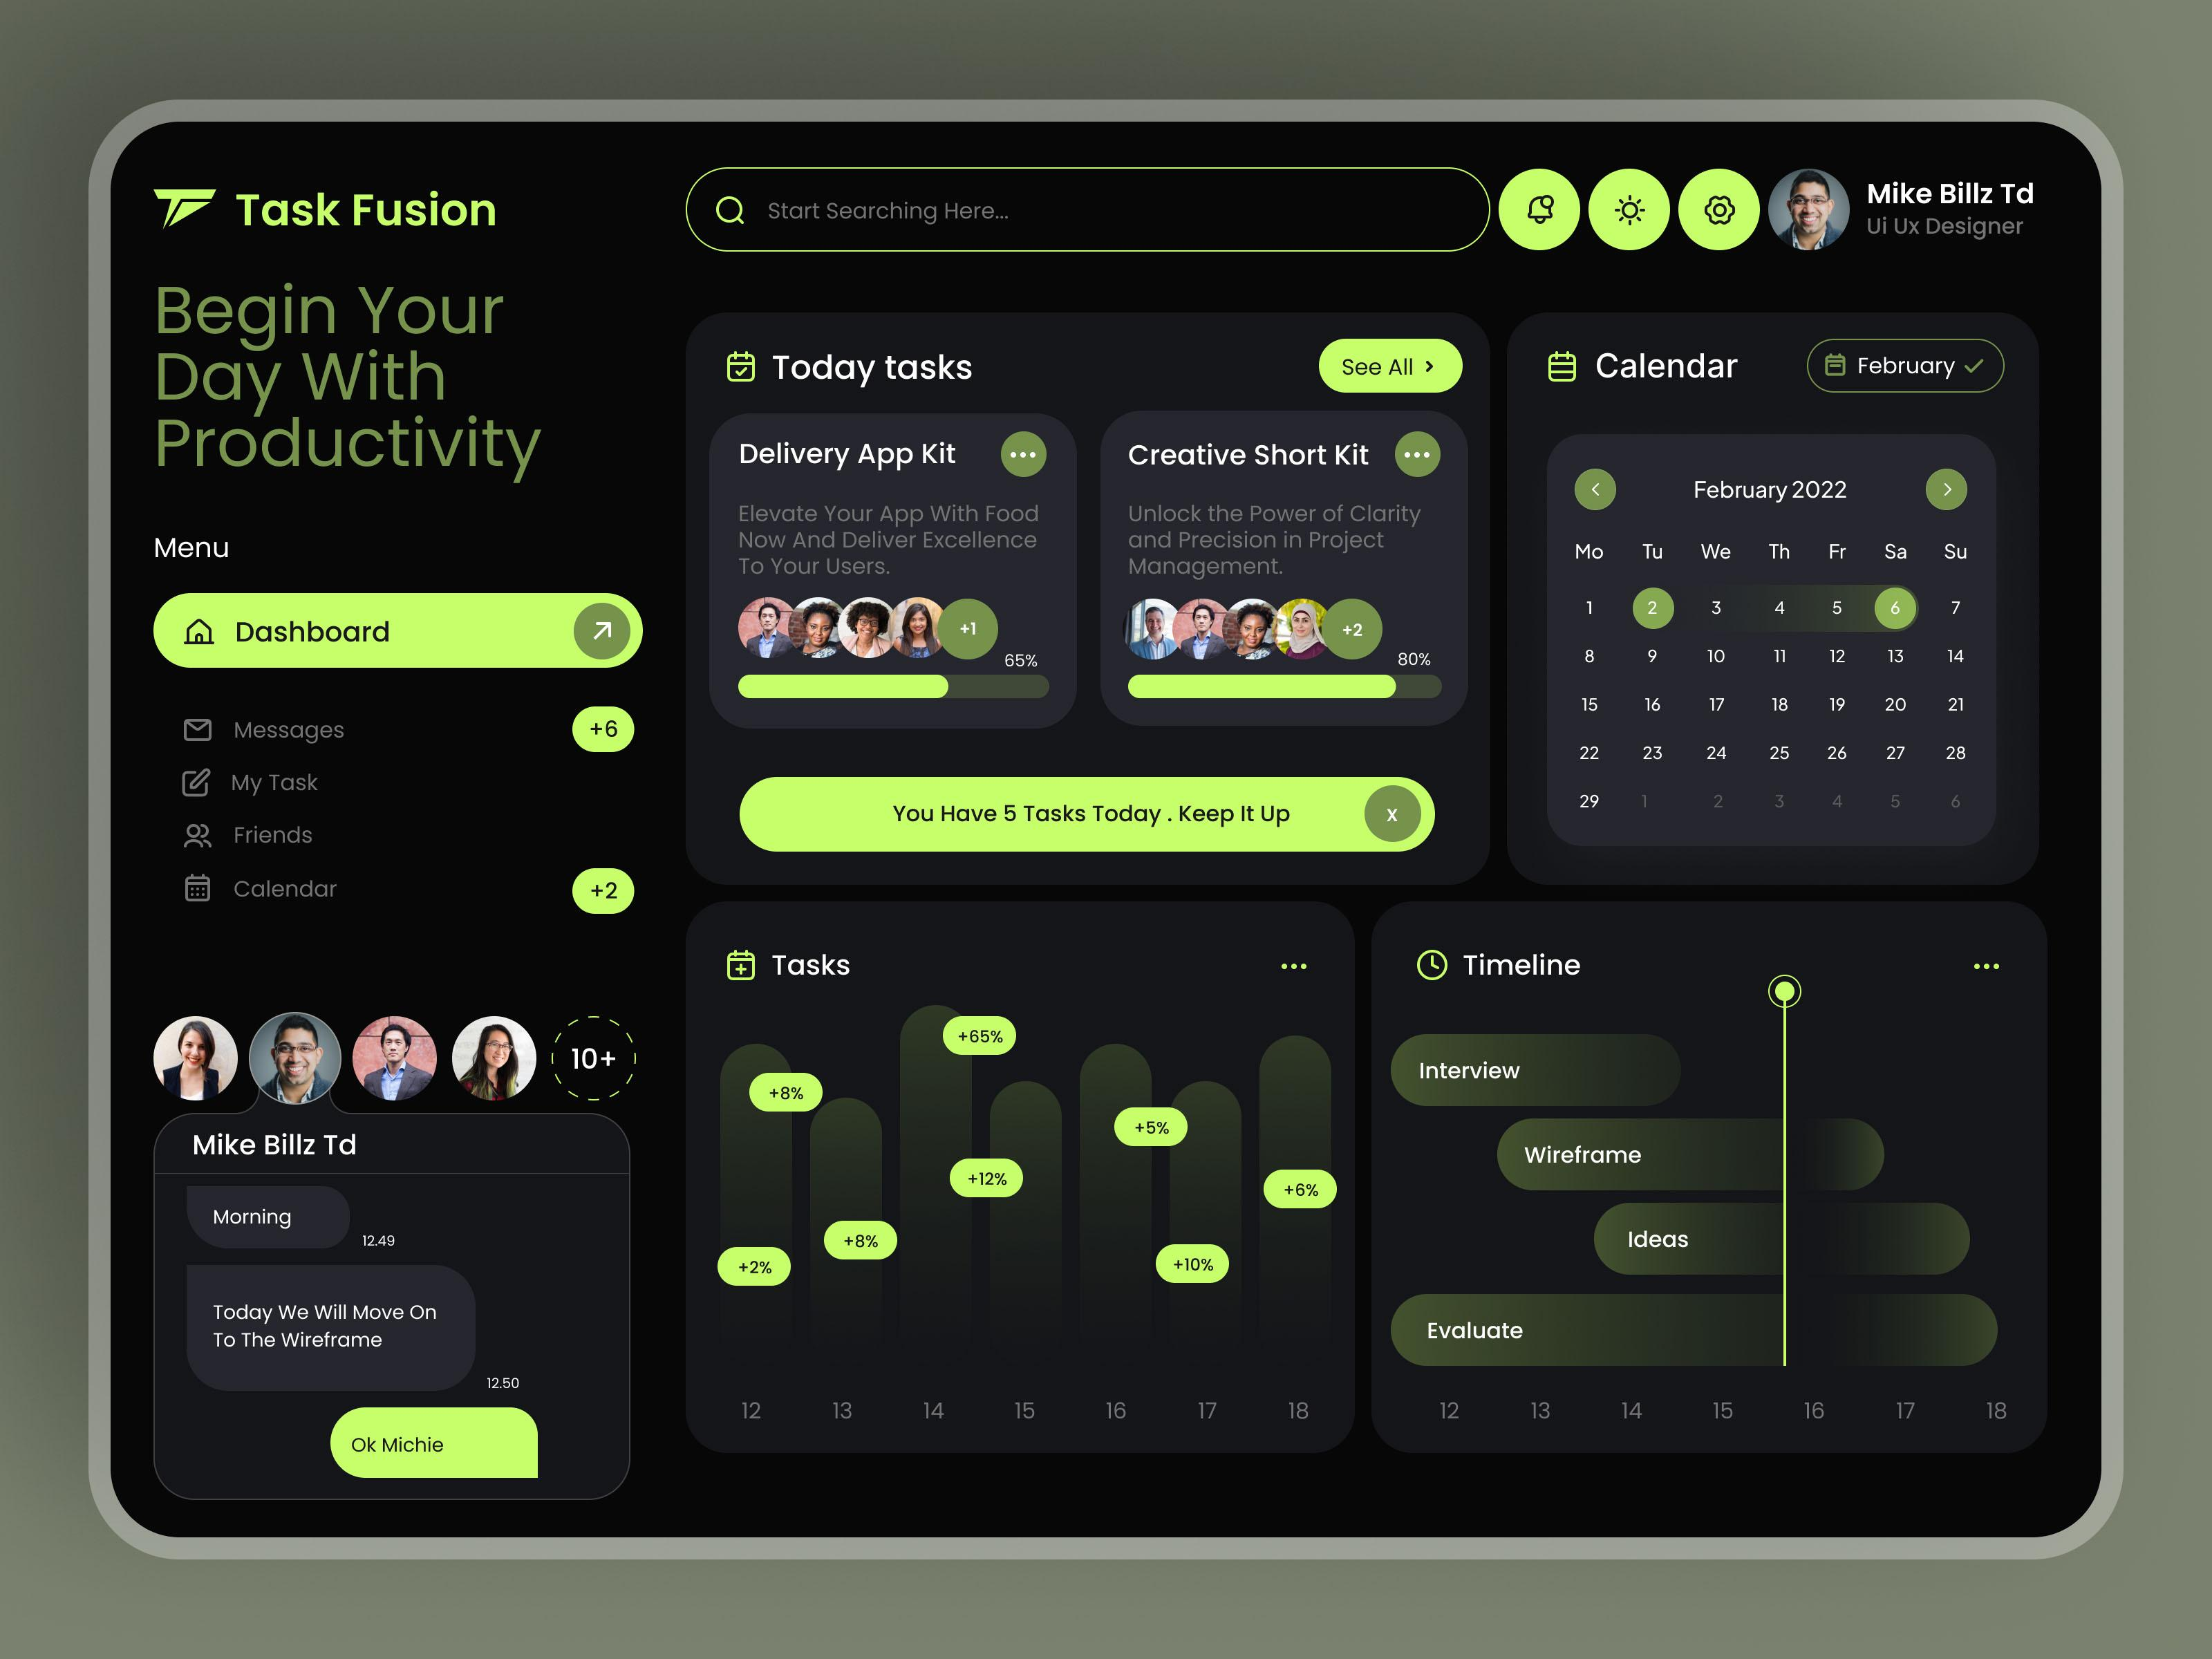 Task Fusion
Start Searching Here...
Mike Billz Td
Ui Ux Designer
Begin Your
Day With
Productivity
Menu
Dashboard
Messages
+6
My Task
Friends
Calendar
+2
10+
Mike Billz Td
Morning
12.49
Today We Will Move On
To The Wireframe
12.50
Ok Michie
Today tasks
See All
Delivery App Kit
Elevate Your App With Food
Now And Deliver Excellence
To Your Users.
+1
65%
Creative Short Kit
Unlock the Power of Clarity
and Precision in Project
Management.
+2
80%
You Have 5 Tasks Today . Keep It Up
x
Calendar
February
February 2022
Mo Tu We Th Fr Sa Su
1 2 3 4 5 6 7
8 9 10 11 12 13 14
15 16 17 18 19 20 21
22 23 24 25 26 27 28
29 1 2 3 4 5 6
Tasks
+65%
+8%
+5%
+12%
+6%
+8%
+2%
+10%
12 13 14 15 16 17 18
Timeline
Interview
Wireframe
Ideas
Evaluate
12 13 14 15 16 17 18